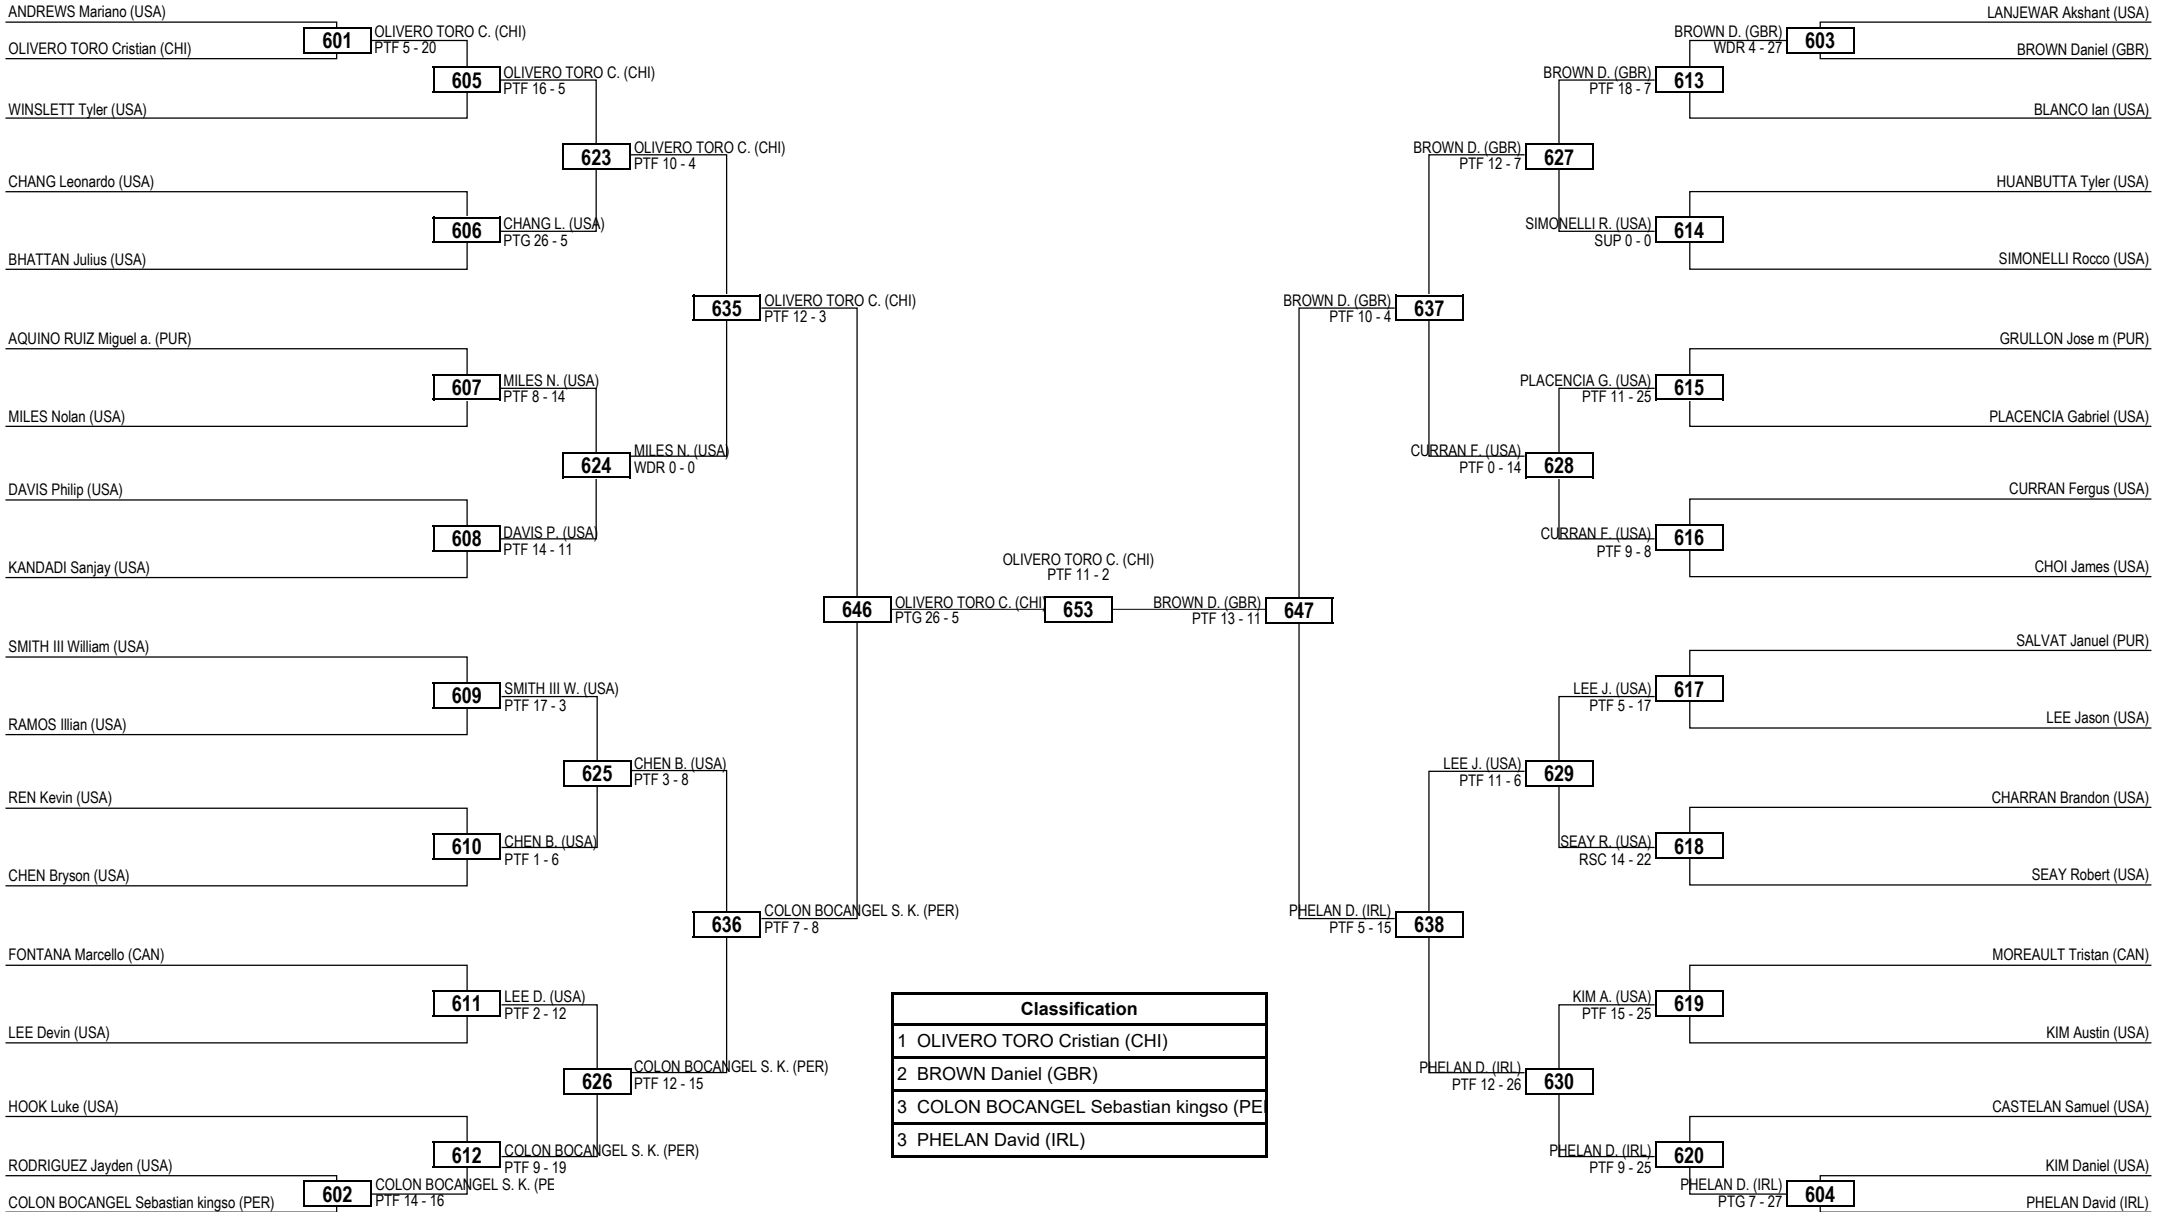 ANDREWS Mariano (USA)
601
OLIVERO TORO C. (CHI)
PTF 5 - 20
OLIVERO TORO Cristian (CHI)
605
OLIVERO TORO C. (CHI)
PTF 16 - 5
WINSLETT Tyler (USA)
623
OLIVERO TORO C. (CHI)
PTF 10 - 4
CHANG Leonardo (USA)
606
CHANG L. (USA)
PTG 26 - 5
BHATTAN Julius (USA)
635
OLIVERO TORO C. (CHI)
PTF 12 - 3
AQUINO RUIZ Miguel a. (PUR)
607
MILES N. (USA)
PTF 8 - 14
MILES Nolan (USA)
624
MILES N. (USA)
WDR 0 - 0
DAVIS Philip (USA)
608
DAVIS P. (USA)
PTF 14 - 11
KANDADI Sanjay (USA)
646
OLIVERO TORO C. (CHI
PTG 26 - 5
SMITH III William (USA)
609
SMITH III W. (USA)
PTF 17 - 3
RAMOS Illian (USA)
625
CHEN B. (USA)
PTF 3 - 8
REN Kevin (USA)
610
CHEN B. (USA)
PTF 1 - 6
CHEN Bryson (USA)
636
COLON BOCANGEL S. K. (PER)
PTF 7 - 8
FONTANA Marcello (CAN)
611
LEE D. (USA)
PTF 2 - 12
LEE Devin (USA)
626
COLON BOCANGEL S. K. (PER)
PTF 12 - 15
HOOK Luke (USA)
612
COLON BOCANGEL S. K. (PER)
PTF 9 - 19
RODRIGUEZ Jayden (USA)
602
COLON BOCANGEL S. K. (PE
PTF 14 - 16
COLON BOCANGEL Sebastian kingso (PER)
OLIVERO TORO C. (CHI)
PTF 11 - 2
653
Classification
1 OLIVERO TORO Cristian (CHI)
2 BROWN Daniel (GBR)
3 COLON BOCANGEL Sebastian kingso (PE
3 PHELAN David (IRL)
LANJEWAR Akshant (USA)
BROWN D. (GBR)
WDR 4 - 27
603
BROWN Daniel (GBR)
BROWN D. (GBR)
PTF 18 - 7
613
BLANCO Ian (USA)
BROWN D. (GBR)
PTF 12 - 7
627
HUANBUTTA Tyler (USA)
SIMONELLI R. (USA)
SUP 0 - 0
614
SIMONELLI Rocco (USA)
BROWN D. (GBR)
PTF 10 - 4
637
GRULLON Jose m (PUR)
PLACENCIA G. (USA)
PTF 11 - 25
615
PLACENCIA Gabriel (USA)
CURRAN F. (USA)
PTF 0 - 14
628
CURRAN Fergus (USA)
CURRAN F. (USA)
PTF 9 - 8
616
CHOI James (USA)
BROWN D. (GBR)
PTF 13 - 11
647
SALVAT Januel (PUR)
LEE J. (USA)
PTF 5 - 17
617
LEE Jason (USA)
LEE J. (USA)
PTF 11 - 6
629
CHARRAN Brandon (USA)
SEAY R. (USA)
RSC 14 - 22
618
SEAY Robert (USA)
PHELAN D. (IRL)
PTF 5 - 15
638
MOREAULT Tristan (CAN)
KIM A. (USA)
PTF 15 - 25
619
KIM Austin (USA)
PHELAN D. (IRL)
PTF 12 - 26
630
CASTELAN Samuel (USA)
PHELAN D. (IRL)
PTF 9 - 25
620
KIM Daniel (USA)
PHELAN D. (IRL)
PTG 7 - 27
604
PHELAN David (IRL)